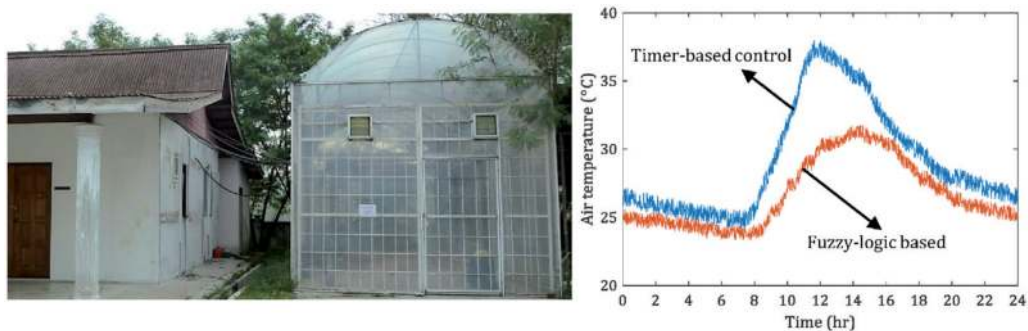 40
35
30
25
20
Air temperature (°C)
Timer-based control
Fuzzy-logic based
0 2 4 6 8 10 12 14 16 18 20 22 24
Time (hr)